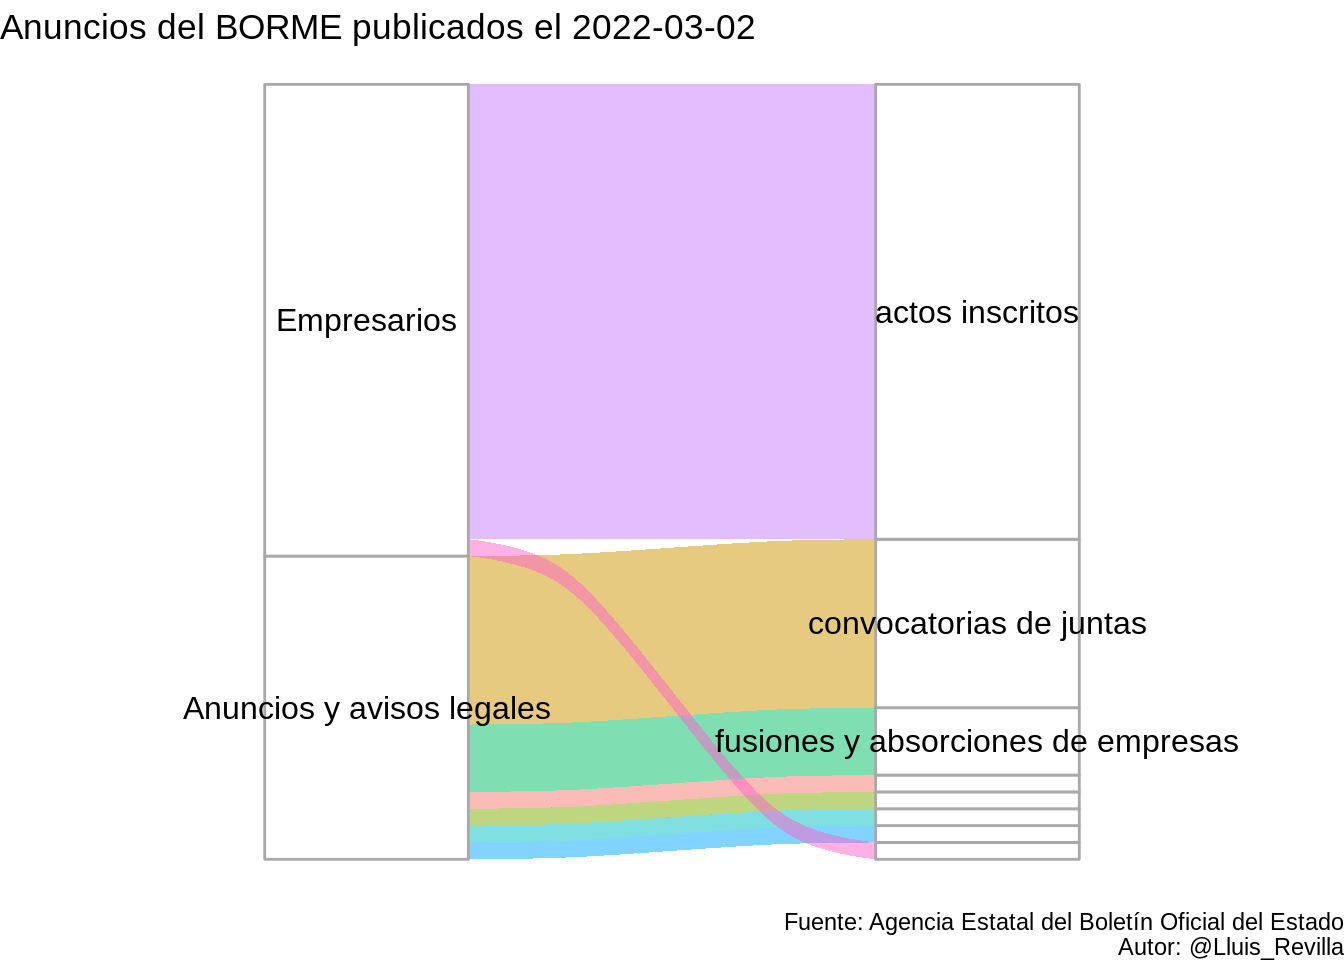 Anuncios del BORME publicados el 2022-03-02
Empresarios
actos inscritos
convocatorias de juntas
Anuncios y avisos legales
fusiones y absorciones de empresas
Fuente: Agencia Estatal del Boletín Oficial del Estado
Autor: @Lluis_Revilla